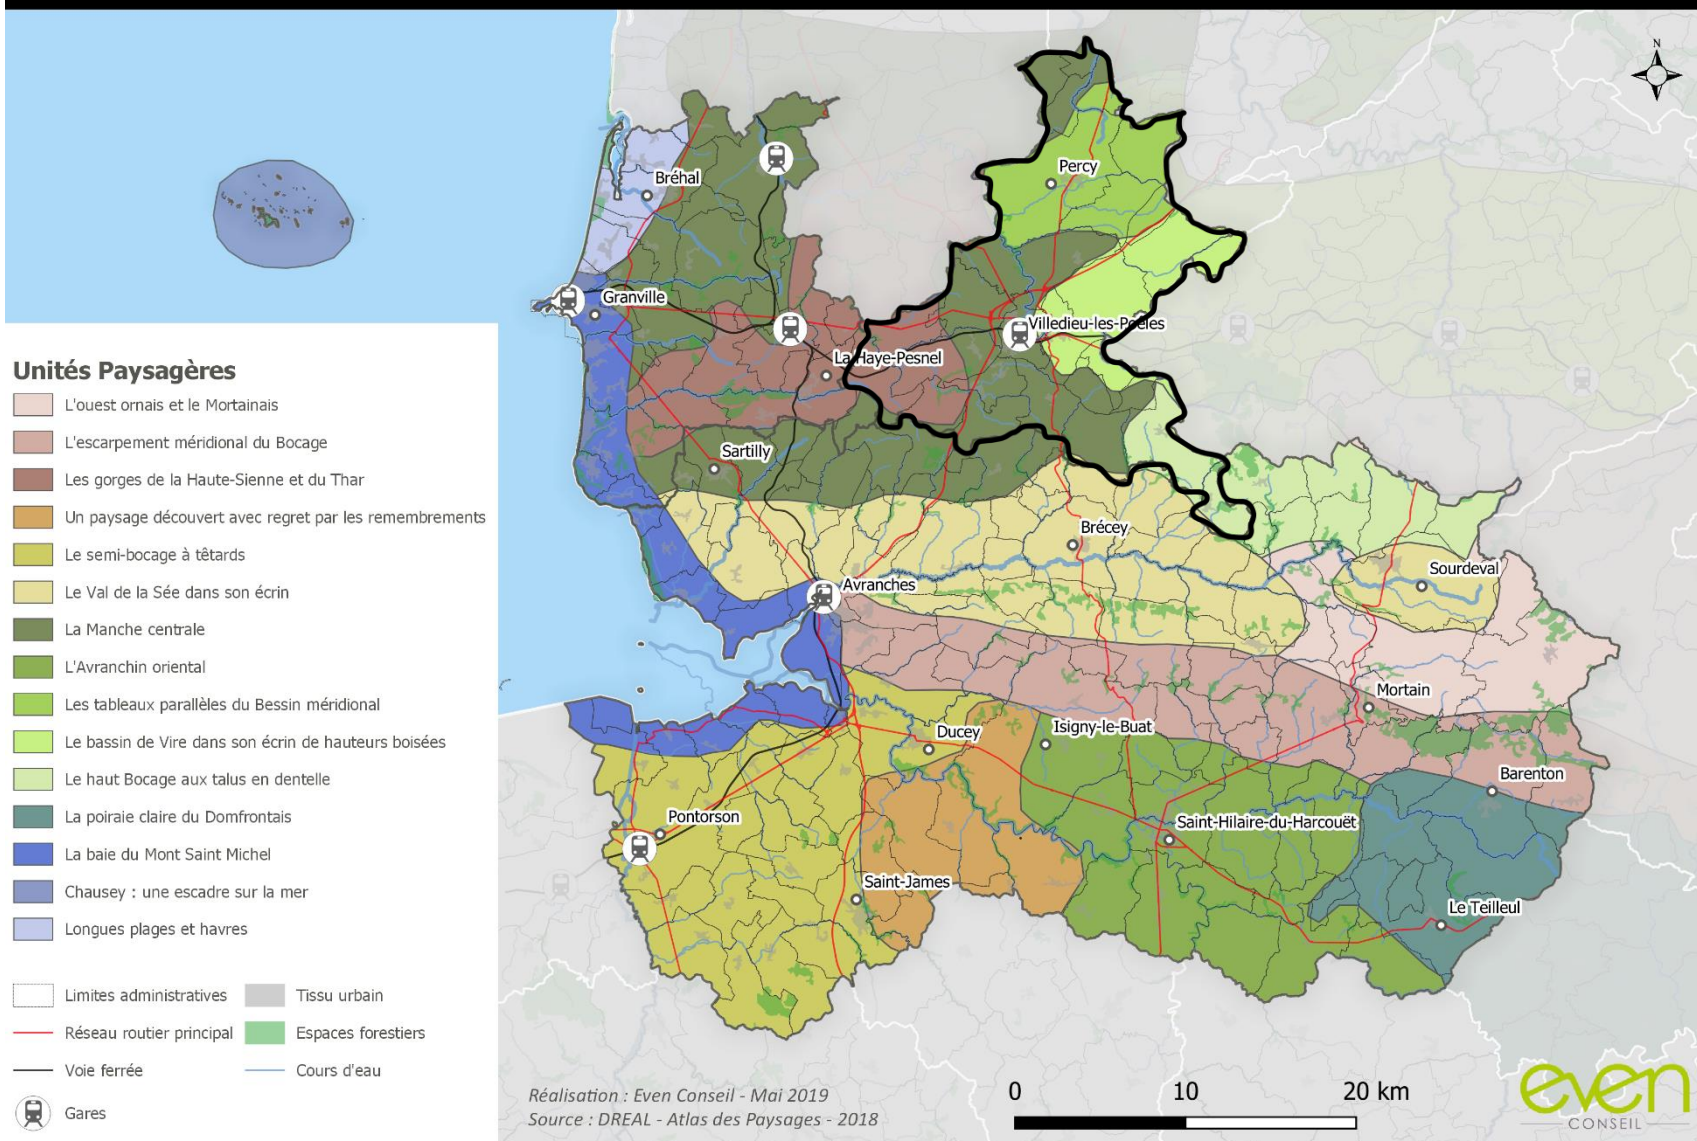 N
Percy
Bréhal
Granville
Villedieu-les-Poêles
La Haye-Pesnel
Sartilly
Brécey
Sourdeval
Avranches
Mortain
Isigny-le-Buat
Ducey
Barenton
Pontorson
Saint-Hilaire-du-Harcouët
Saint-James
Le Teilleul
Unités Paysagères
L'ouest ornais et le Mortainais
L'escarpement méridional du Bocage
Les gorges de la Haute-Sienne et du Thar
Un paysage découvert avec regret par les remembrements
Le semi-bocage à têtards
Le Val de la Sée dans son écrin
La Manche centrale
L'Avranchin oriental
Les tableaux parallèles du Bessin méridional
Le bassin de Vire dans son écrin de hauteurs boisées
Le haut Bocage aux talus en dentelle
La poiraie claire du Domfrontais
La baie du Mont Saint Michel
Chausey : une escadre sur la mer
Longues plages et havres
Limites administratives
Tissu urbain
Réseau routier principal
Espaces forestiers
Voie ferrée
Cours d'eau
Gares
Réalisation : Even Conseil - Mai 2019
Source : DREAL - Atlas des Paysages - 2018
0 10 20 km
even
CONSEIL